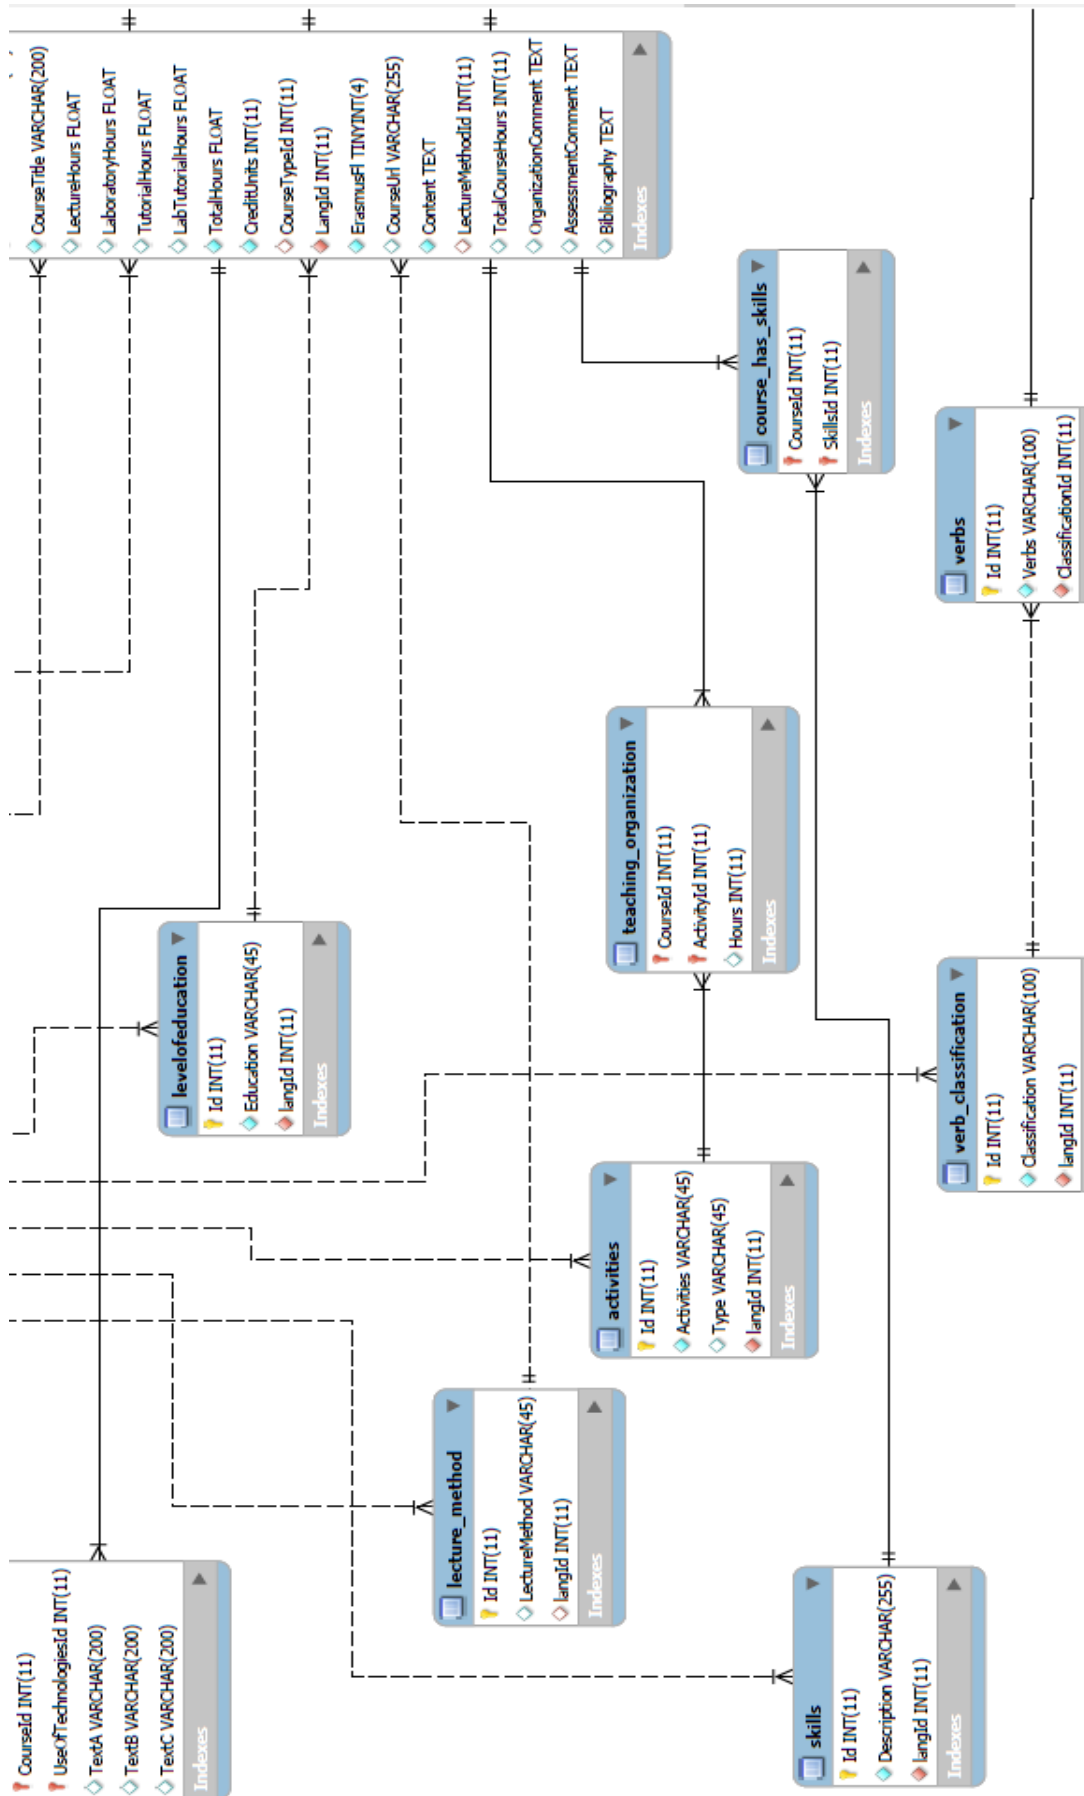 CourseId INT(11)
UseOfTechnologiesId INT(11)
TextA VARCHAR(200)
TextB VARCHAR(200)
TextC VARCHAR(200)
Indexes
levelofeducation
Id INT(11)
Education VARCHAR(45)
langId INT(11)
Indexes
CourseTitle VARCHAR(200)
LectureHours FLOAT
LaboratoryHours FLOAT
TutorialHours FLOAT
LabTutorialHours FLOAT
TotalHours FLOAT
CreditUnits INT(11)
CourseTypeId INT(11)
LangId INT(11)
ErasmusFl TINYINT(4)
CourseUrl VARCHAR(255)
Content TEXT
LectureMethodId INT(11)
TotalCourseHours INT(11)
OrganizationComment TEXT
AssessmentComment TEXT
Bibliography TEXT
Indexes
lecture_method
Id INT(11)
LectureMethod VARCHAR(45)
langId INT(11)
Indexes
activities
Id INT(11)
Activities VARCHAR(45)
Type VARCHAR(45)
langId INT(11)
Indexes
teaching_organization
CourseId INT(11)
ActivityId INT(11)
Hours INT(11)
Indexes
course_has_skills
CourseId INT(11)
SkillsId INT(11)
Indexes
skills
Id INT(11)
Description VARCHAR(255)
langId INT(11)
Indexes
verb_classification
Id INT(11)
Classification VARCHAR(100)
langId INT(11)
verbs
Id INT(11)
Verbs VARCHAR(100)
ClassificationId INT(11)